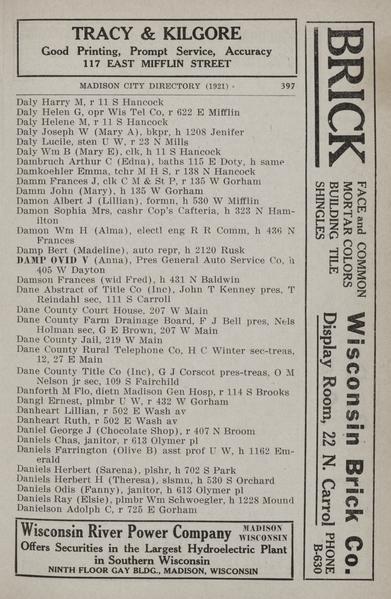 TRACY & KILGORE
Good Printing, Prompt Service, Accuracy
117 EAST MIFFLIN STREET
MADISON CITY DIRECTORY (1921) 397
Daly Harry M, r 11 S Hancock
Daly Helen G, opr Wis Tel Co, r 622 E Mifflin
Daly Helene M, r 11 S Hancock
Daly Joseph W (Mary A), bkpr, h 1208 Jenifer
Daly Lucile, sten U W, r 23 N Mills
Daly Wm B (Mary E), clk, h 11 S Hancock
Dambruch Arthur C (Edna), baths 115 E Doty, h same
Damkoehler Emma, tchr M H S, r 138 N Hancock
Damm Frances J, clk C M & St P, r 135 W Gorham
Damm John (Mary), h 135 W Gorham
Damon Albert J (Lillian), formn, h 530 W Mifflin
Damon Sophia Mrs, cashr Cop's Cafteria, h 323 N Ham-
ilton
Damon Wm H (Alma), electl eng R R Comm, h 436 N
Frances
Damp Bert (Madeline), auto repr, h 2120 Rusk
DAMP OVID V (Anna), Pres General Auto Service Co, h
405 W Dayton
Damson Frances (wid Fred), h 431 N Baldwin
Dane Abstract of Title Co (Inc), John T Kenney pres, T
Reindahl sec, 111 S Carroll
Dane County Court House, 207 W Main
Dane County Farm Drainage Board, F J Bell pres, Nels
Holman sec, G E Brown, 207 W Main
Dane County Jail, 219 W Main
Dane County Rural Telephone Co, H C Winter sec-treas,
12, 27 E Main
Dane County Title Co (Inc), G J Corscot pres-treas, O M
Nelson jr sec, 109 S Fairchild
Danforth M Flo, dietn Madison Gen Hosp, r 114 S Brooks
Dangl Ernest, plmbr U W, r 432 W Gorham
Danheart Lillian, r 502 E Wash av
Danheart Ruth, r 502 E Wash av
Daniel George J (Chocolate Shop), r 407 N Broom
Daniels Chas, janitor, r 613 Olymer pl
Daniels Farrington (Olive B) asst prof U W, h 1162 Em-
erald
Daniels Herbert (Sarena), plshr, h 702 S Park
Daniels Herbert H (Theresa), slsmn, h 530 S Orchard
Daniels Odis (Fanny), janitor, h 613 Olymer pl
Daniels Ray (Elsie), plmbr Wm Schwoegler, h 1228 Mound
Danielson Adolph C, r 725 E Gorham
Wisconsin River Power Company MADISON WISCONSIN
Offers Securities in the Largest Hydroelectric Plant
in Southern Wisconsin
NINTH FLOOR GAY BLDG., MADISON, WISCONSIN
BRICK
FACE and COMMON
MORTAR COLORS
BUILDING TILE
SHINGLES
Wisconsin Brick Co.
Display Room, 22 N. Carrol
PHONE
B-630